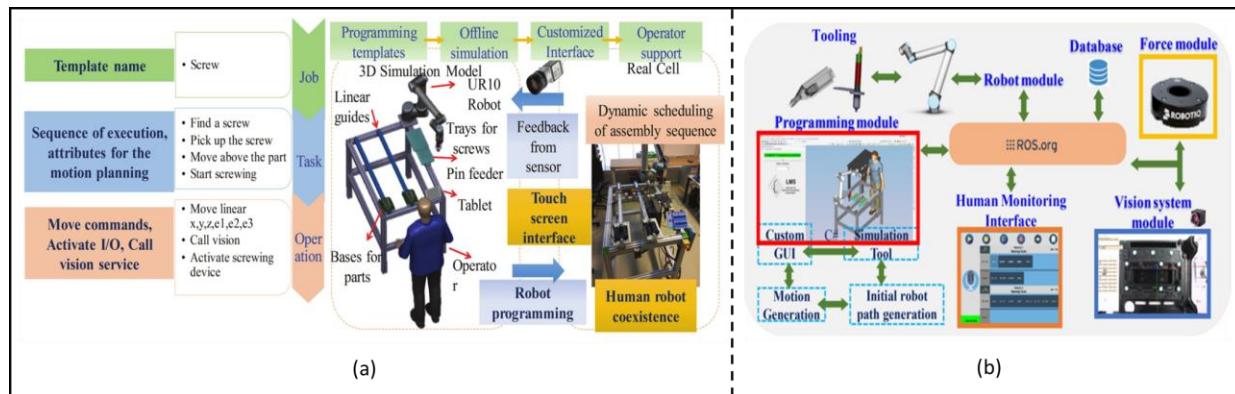 Template name
• Screw
Job
Sequence of execution,
attributes for the
motion planning
• Find a screw
• Pick up the screw
• Move above the part
• Start screwing
Task
Move commands,
Activate I/O, Call
vision service
• Move linear
x,y,z,e1,e2,e3
• Call vision
• Activate screwing
device
Oper
ation
Programming
templates
Offline
simulation
Customized
Interface
Operator
support
3D Simulation Model
Real Cell
UR10
Robot
Linear
guides
Trays for
screws
Pin feeder
Tablet
Bases for
parts
Operato
r
Feedback
from
sensor
Touch
screen
interface
Robot
programming
Dynamic scheduling
of assembly sequence
Human robot
coexistence
(a)
Tooling
Robot module
Database
Force module
ROBOTIQ
Programming module
LMS
ROS.org
Human Monitoring
Interface
Vision system
module
Custom
GUI
C#
Simulation
Tool
Motion
Generation
Initial robot
path generation
(b)